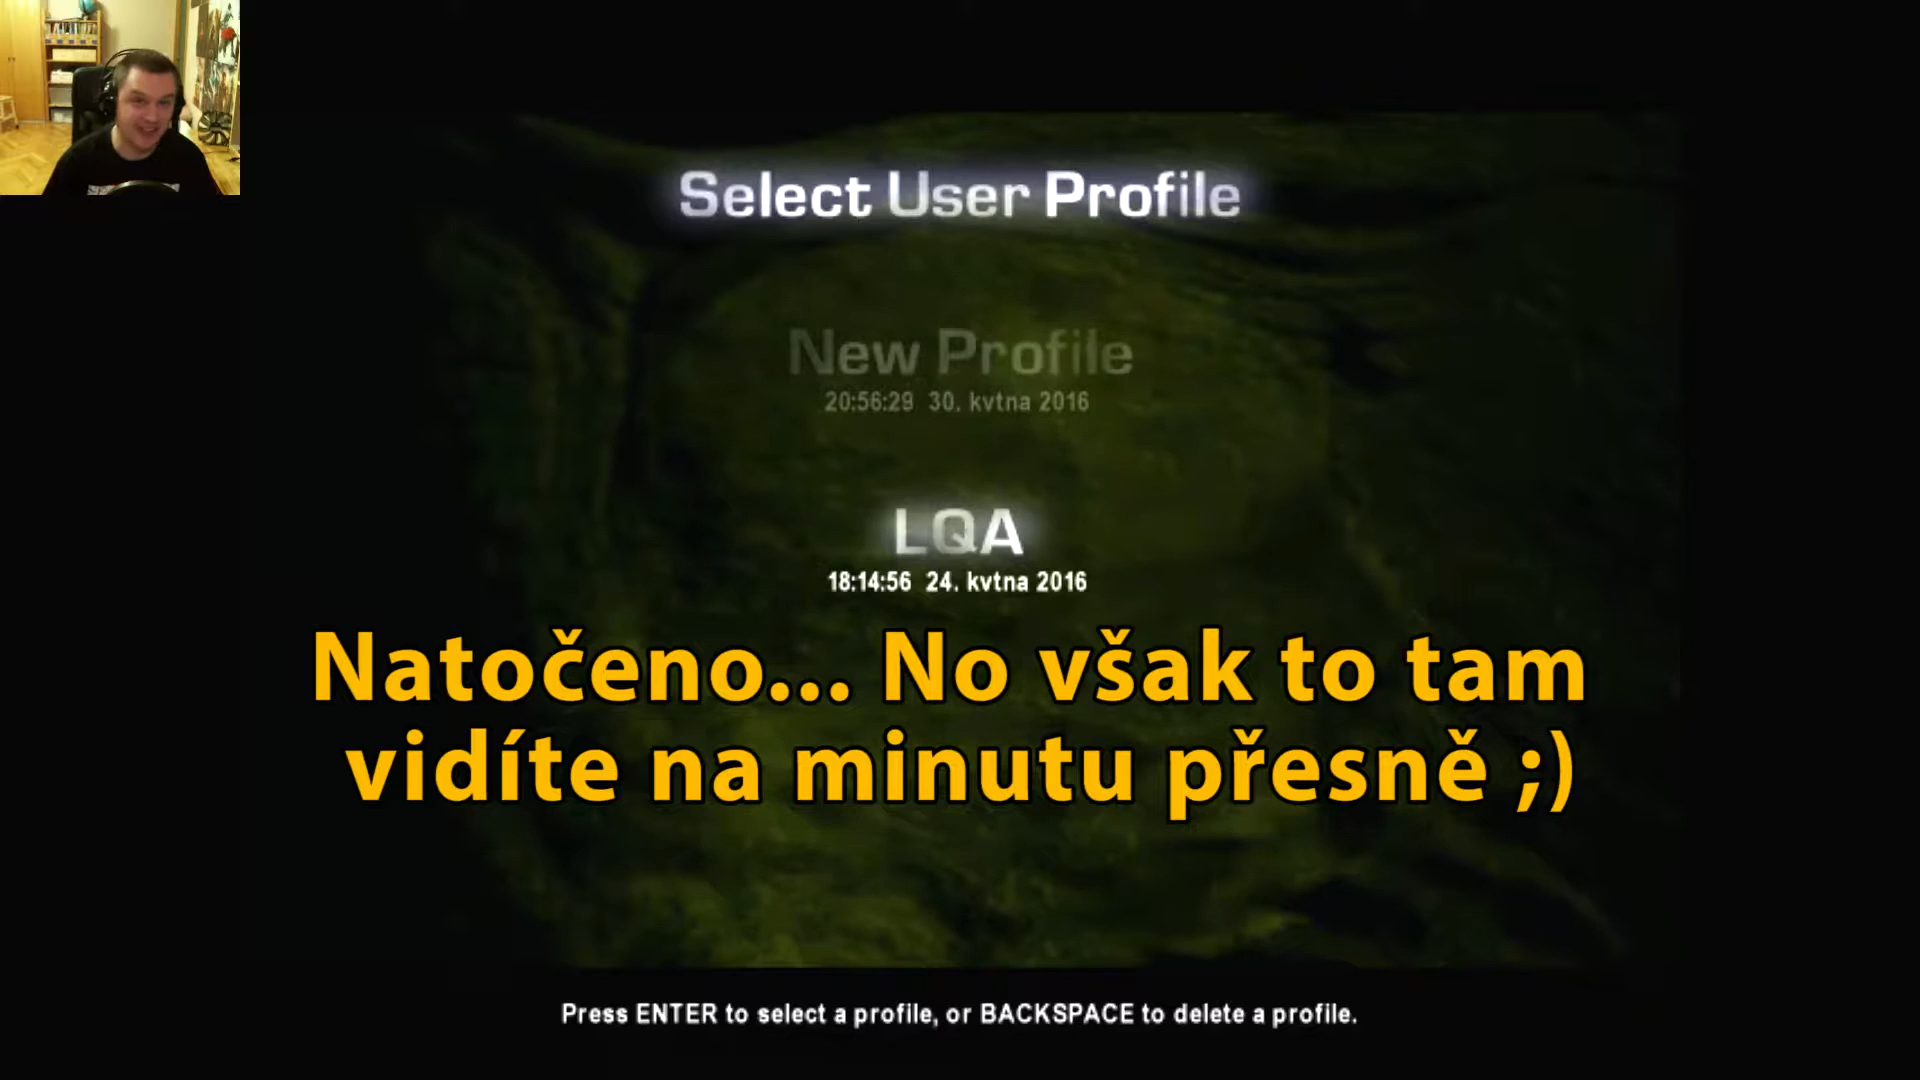 Select User Profile
New Profile
20:56:29 30. kvtna 2016
LQA
18:14:56 24. kvtna 2016
Natočeno... No však to tam
vidíte na minutu přesně ;)
Press ENTER to select a profile, or BACKSPACE to delete a profile.